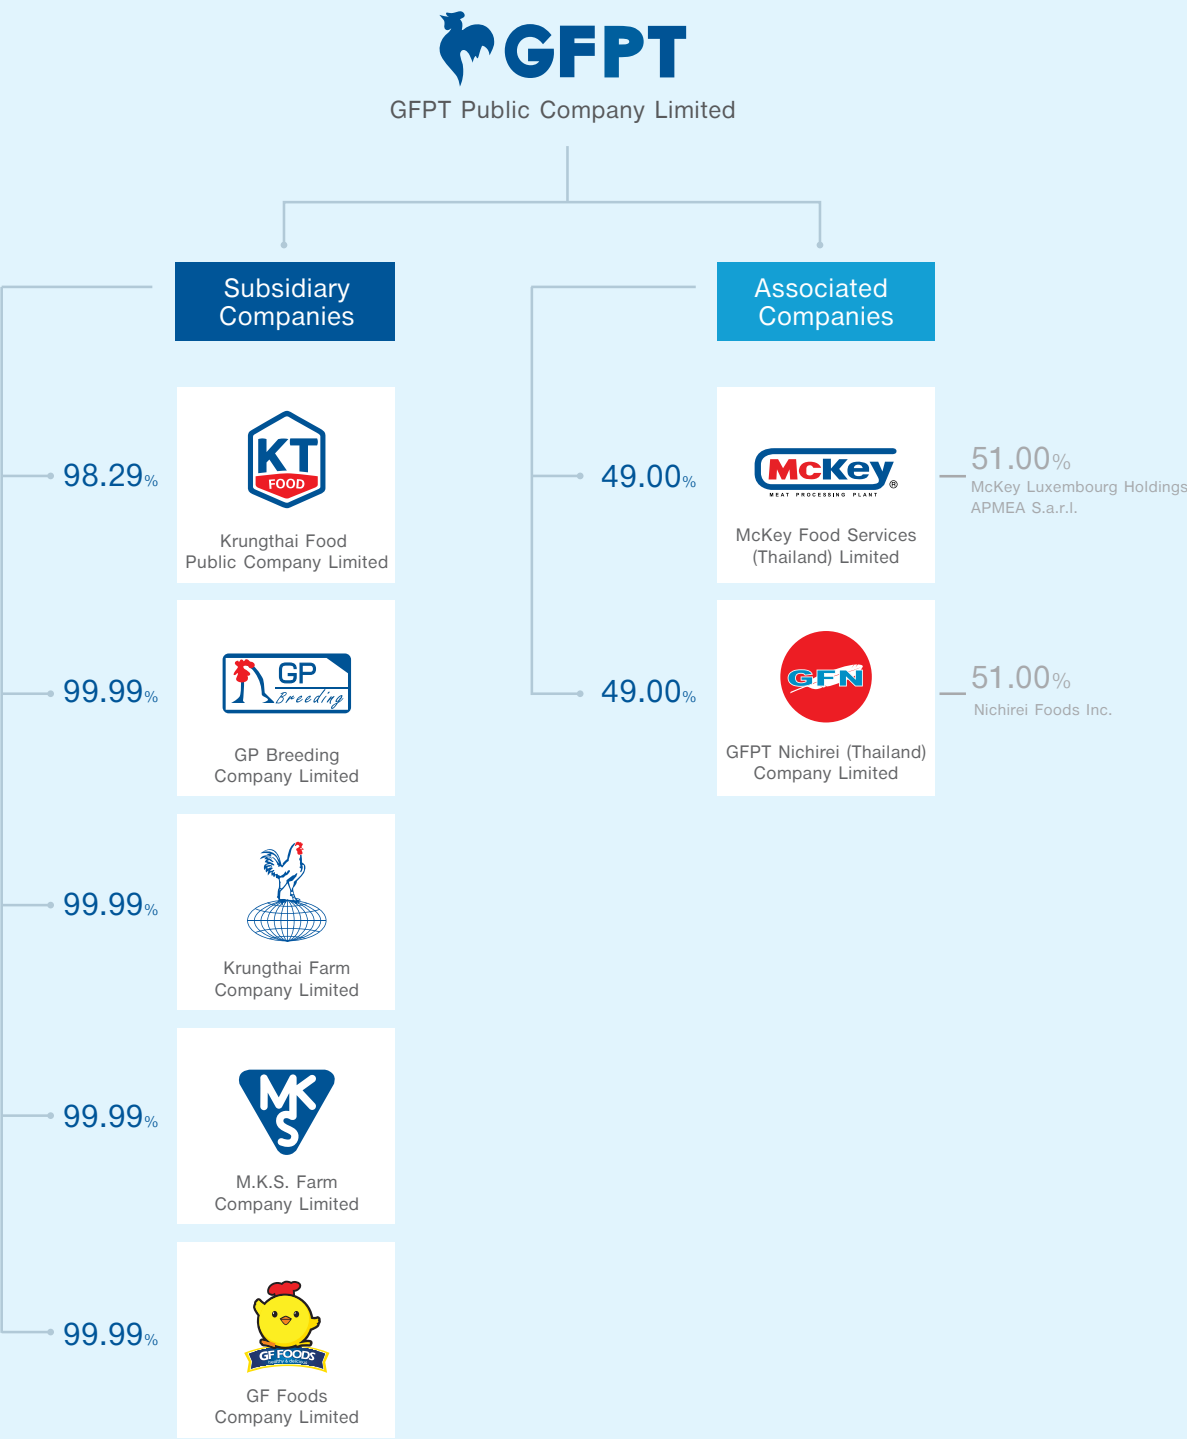 GFPT
GFPT Public Company Limited
Subsidiary
Companies
98.29%
KT
FOOD
Krungthai Food
Public Company Limited
99.99%
GP
Breeding
GP Breeding
Company Limited
99.99%
Krungthai Farm
Company Limited
99.99%
MK
S
M.K.S. Farm
Company Limited
99.99%
GF FOODS
healthy & delicious
GF Foods
Company Limited
Associated
Companies
49.00%
McKey®
MEAT PROCESSING PLANT
McKey Food Services
(Thailand) Limited
51.00%
McKey Luxembourg Holdings
APMEA S.a.r.l.
49.00%
GFN
GFPT Nichirei (Thailand)
Company Limited
51.00%
Nichirei Foods Inc.